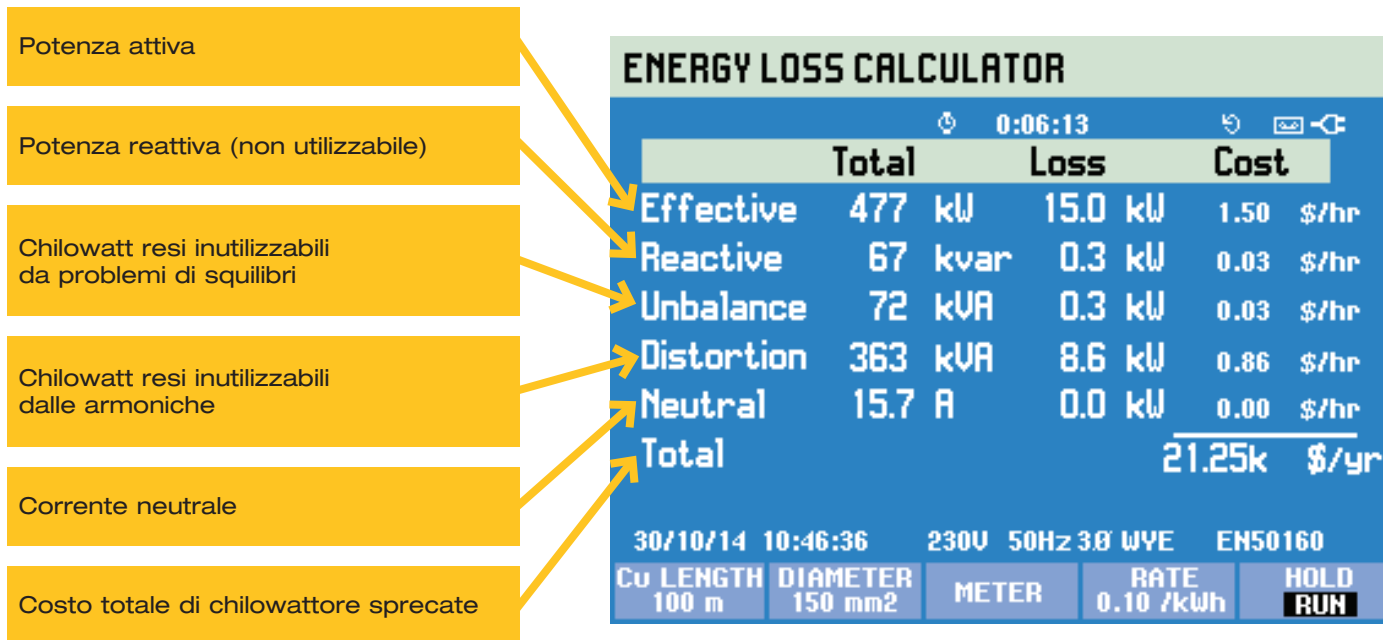 Potenza attiva
Potenza reattiva (non utilizzabile)
Chilowatt resi inutilizzabili
da problemi di squilibri
Chilowatt resi inutilizzabili
dalle armoniche
Corrente neutrale
Costo totale di chilowattore sprecate
ENERGY LOSS CALCULATOR
0:06:13
Total Loss Cost
Effective 477 kW 15.0 kW 1.50 $/hr
Reactive 67 kvar 0.3 kW 0.03 $/hr
Unbalance 72 kVA 0.3 kW 0.03 $/hr
Distortion 363 kVA 8.6 kW 0.86 $/hr
Neutral 15.7 A 0.0 kW 0.00 $/hr
Total 21.25k $/yr
30/10/14 10:46:36 230V 50Hz 3Ø WYE EN50160
Cu LENGTH DIAMETER METER RATE HOLD
100 m 150 mm2 0.10 /kWh RUN